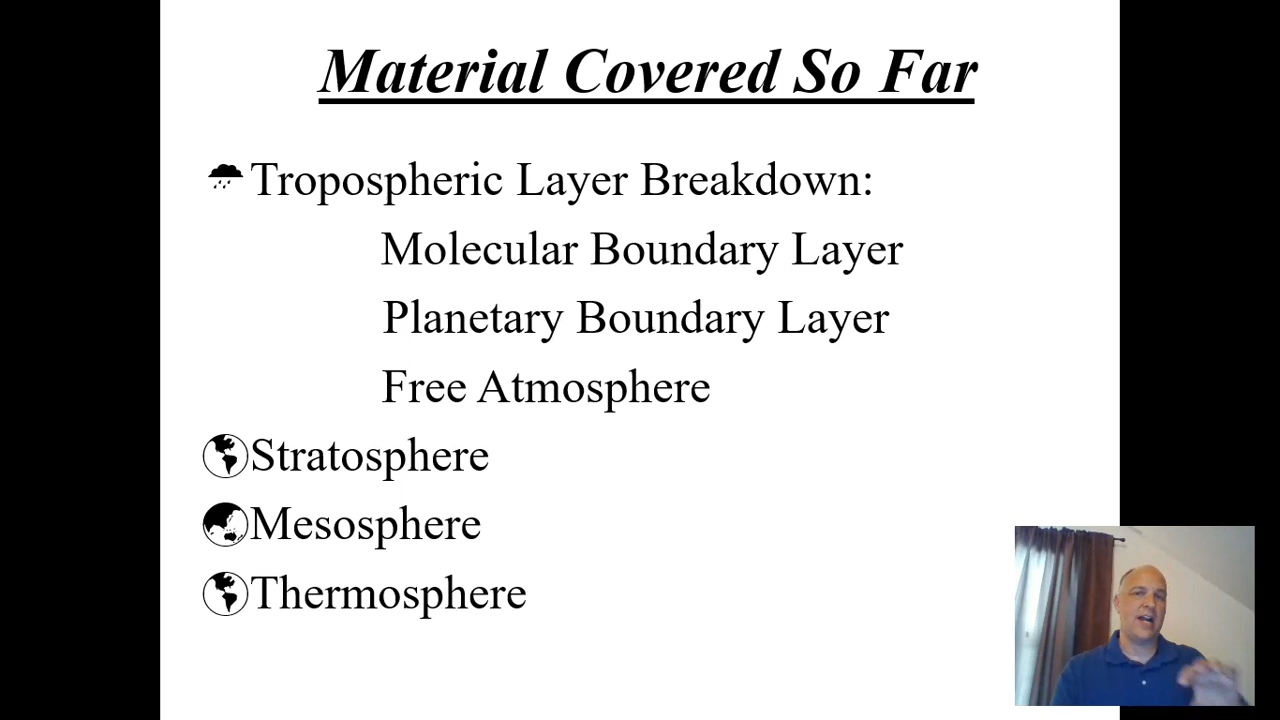 Material Covered So Far
Tropospheric Layer Breakdown:
Molecular Boundary Layer
Planetary Boundary Layer
Free Atmosphere
Stratosphere
Mesosphere
Thermosphere